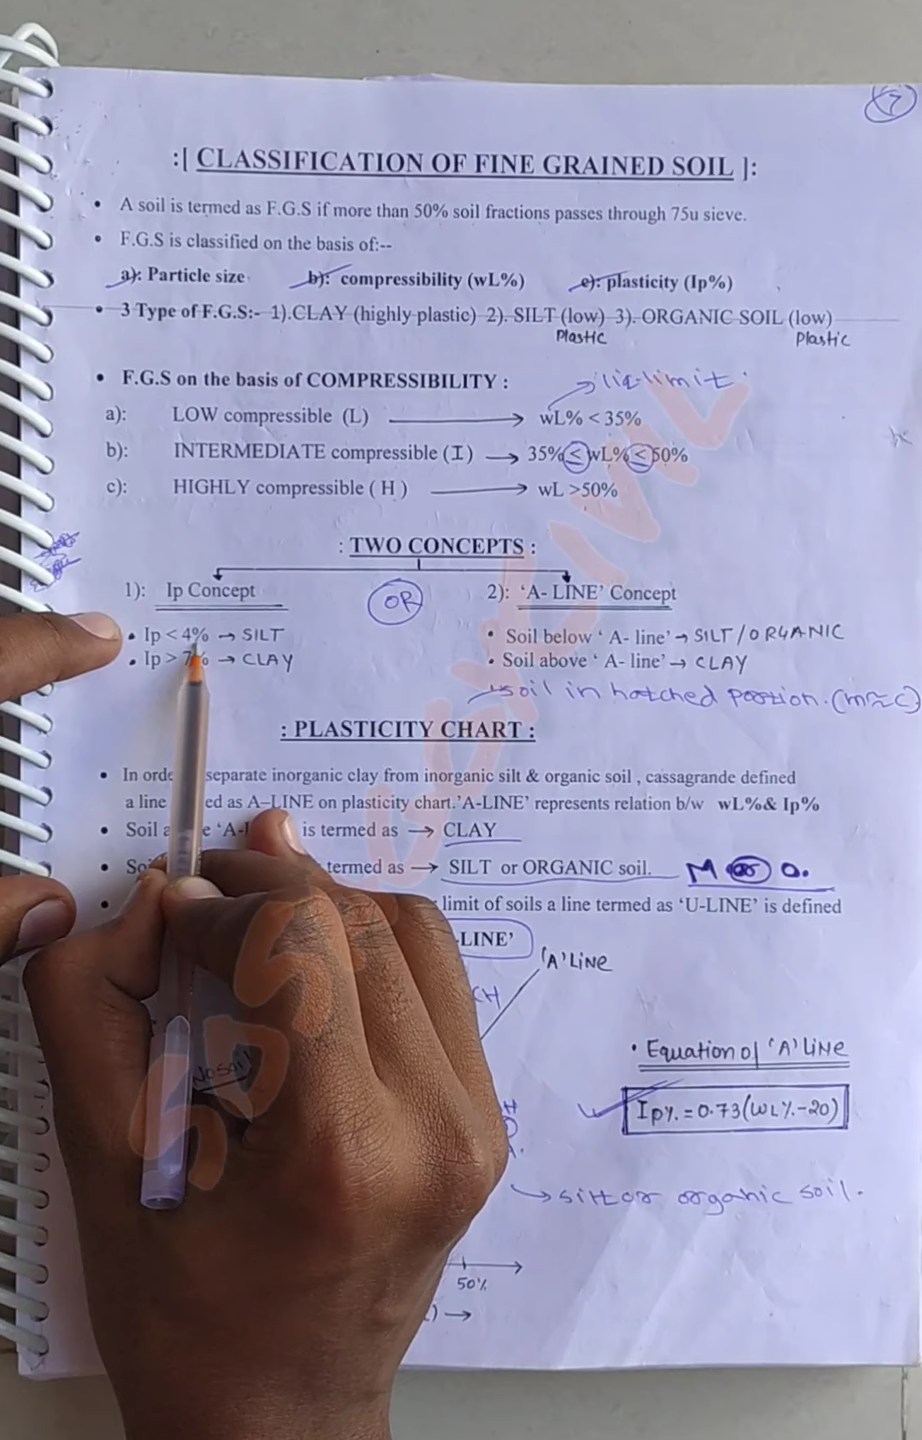 7
:[ CLASSIFICATION OF FINE GRAINED SOIL ]:
• A soil is termed as F.G.S if more than 50% soil fractions passes through 75u sieve.
• F.G.S is classified on the basis of:--
a): Particle size b): compressibility (wL%) c): plasticity (Ip%)
• 3 Type of F.G.S:- 1).CLAY (highly plastic) 2). SILT (low) 3). ORGANIC SOIL (low)
Plastic Plastic
• F.G.S on the basis of COMPRESSIBILITY : liq-limit.
a): LOW compressible (L) → wL% < 35%
b): INTERMEDIATE compressible (I) → 35% ≤ wL% ≤ 50%
c): HIGHLY compressible ( H ) → wL >50%
: TWO CONCEPTS :
1): Ip Concept OR 2): ‘A- LINE’ Concept
• Ip < 4% → SILT • Soil below ‘ A- line’ → SILT/ORGANIC
• Ip > 7% → CLAY • Soil above ‘ A- line’ → CLAY
soil in hatched portion.
: PLASTICITY CHART :
• separate inorganic clay from inorganic silt & organic soil , cassagrande defined
a line as A–LINE on plasticity chart.’A-LINE’ represents relation b/w wL%& Ip%
• Soil is termed as → CLAY
• termed as → SILT or ORGANIC soil. M or O.
• limit of soils a line termed as ‘U-LINE’ is defined
LINE’
‘A’ LINE
CH
• Equation of ‘A’ LINE
No soil
Ip% = 0.73(WL%-20)
→ silt or organic soil.
50%
→
SDSCIVIL